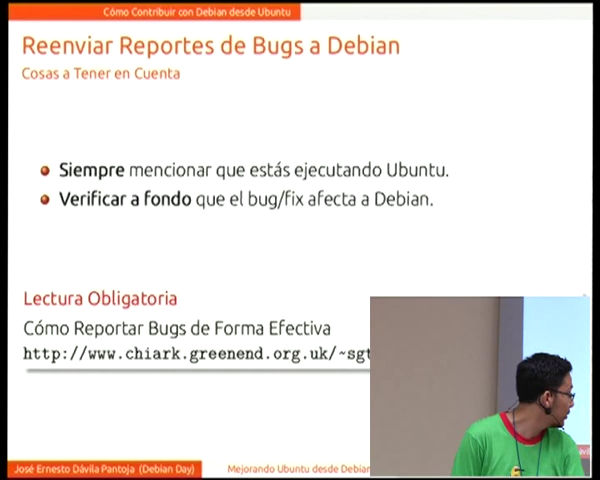 Cómo Contribuir con Debian desde Ubuntu
Reenviar Reportes de Bugs a Debian
Cosas a Tener en Cuenta
Siempre mencionar que estás ejecutando Ubuntu.
Verificar a fondo que el bug/fix afecta a Debian.
Lectura Obligatoria
Cómo Reportar Bugs de Forma Efectiva
http://www.chiark.greenend.org.uk/~sgt
José Ernesto Dávila Pantoja (Debian Day)
Mejorando Ubuntu desde Debian